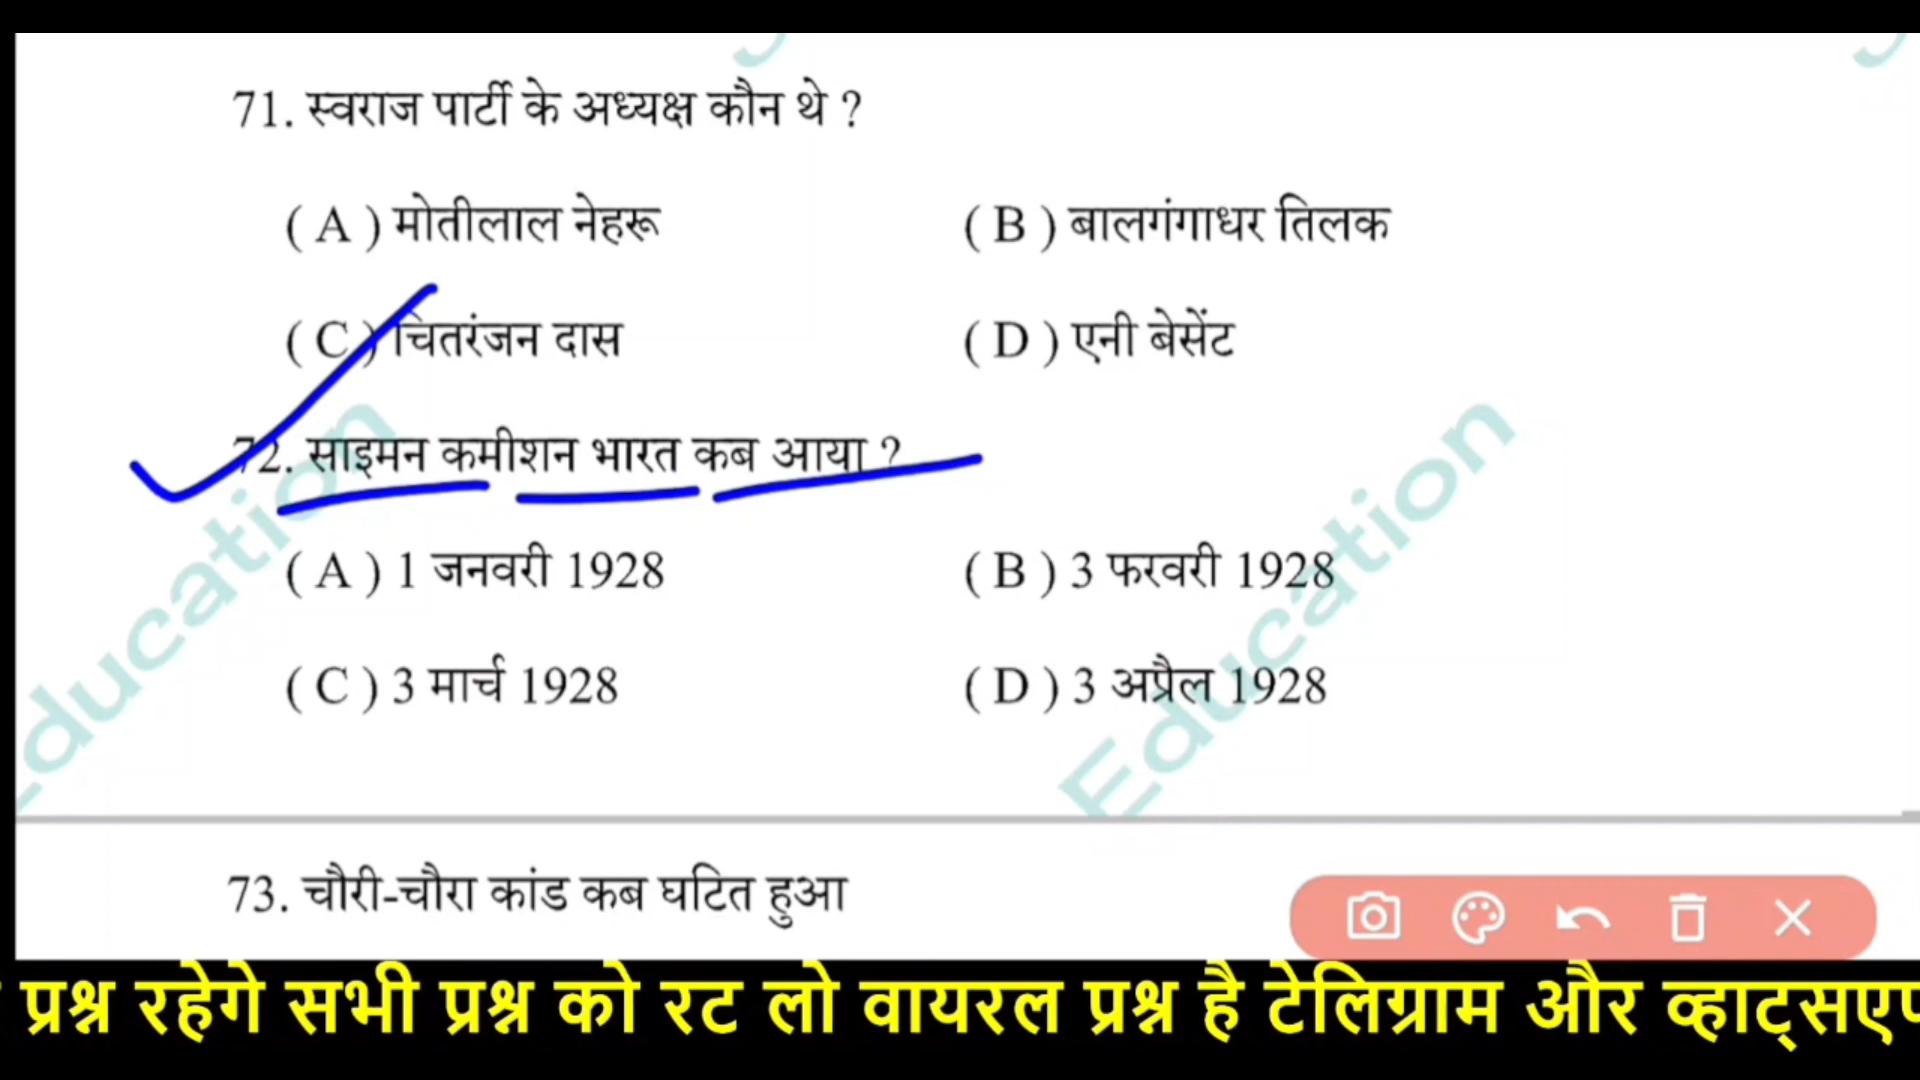 71. स्वराज पार्टी के अध्यक्ष कौन थे ?
( A ) मोतीलाल नेहरू ( B ) बालगंगाधर तिलक
( C ) चितरंजन दास ( D ) एनी बेसेंट
72. साइमन कमीशन भारत कब आया ?
( A ) 1 जनवरी 1928 ( B ) 3 फरवरी 1928
( C ) 3 मार्च 1928 ( D ) 3 अप्रैल 1928
Education
Education
73. चौरी-चौरा कांड कब घटित हुआ
प्रश्न रहेगे सभी प्रश्न को रट लो वायरल प्रश्न है टेलिग्राम और